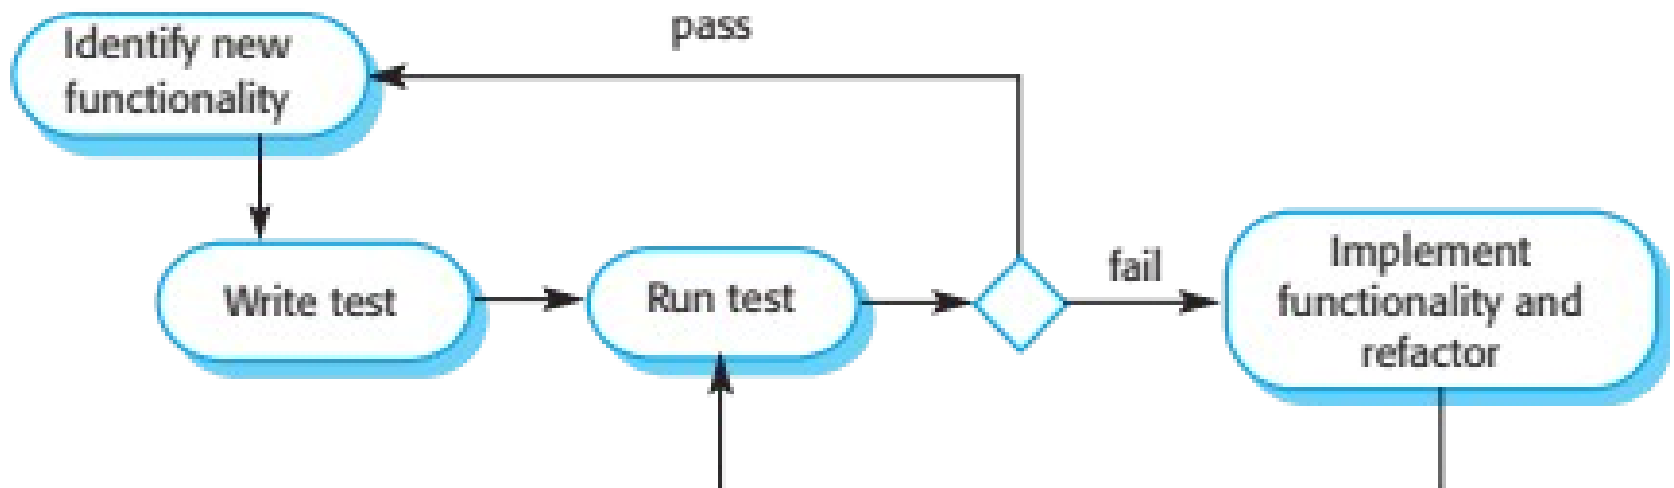 pass
Identify new
functionality
Write test
Run test
fail
Implement
functionality and
refactor